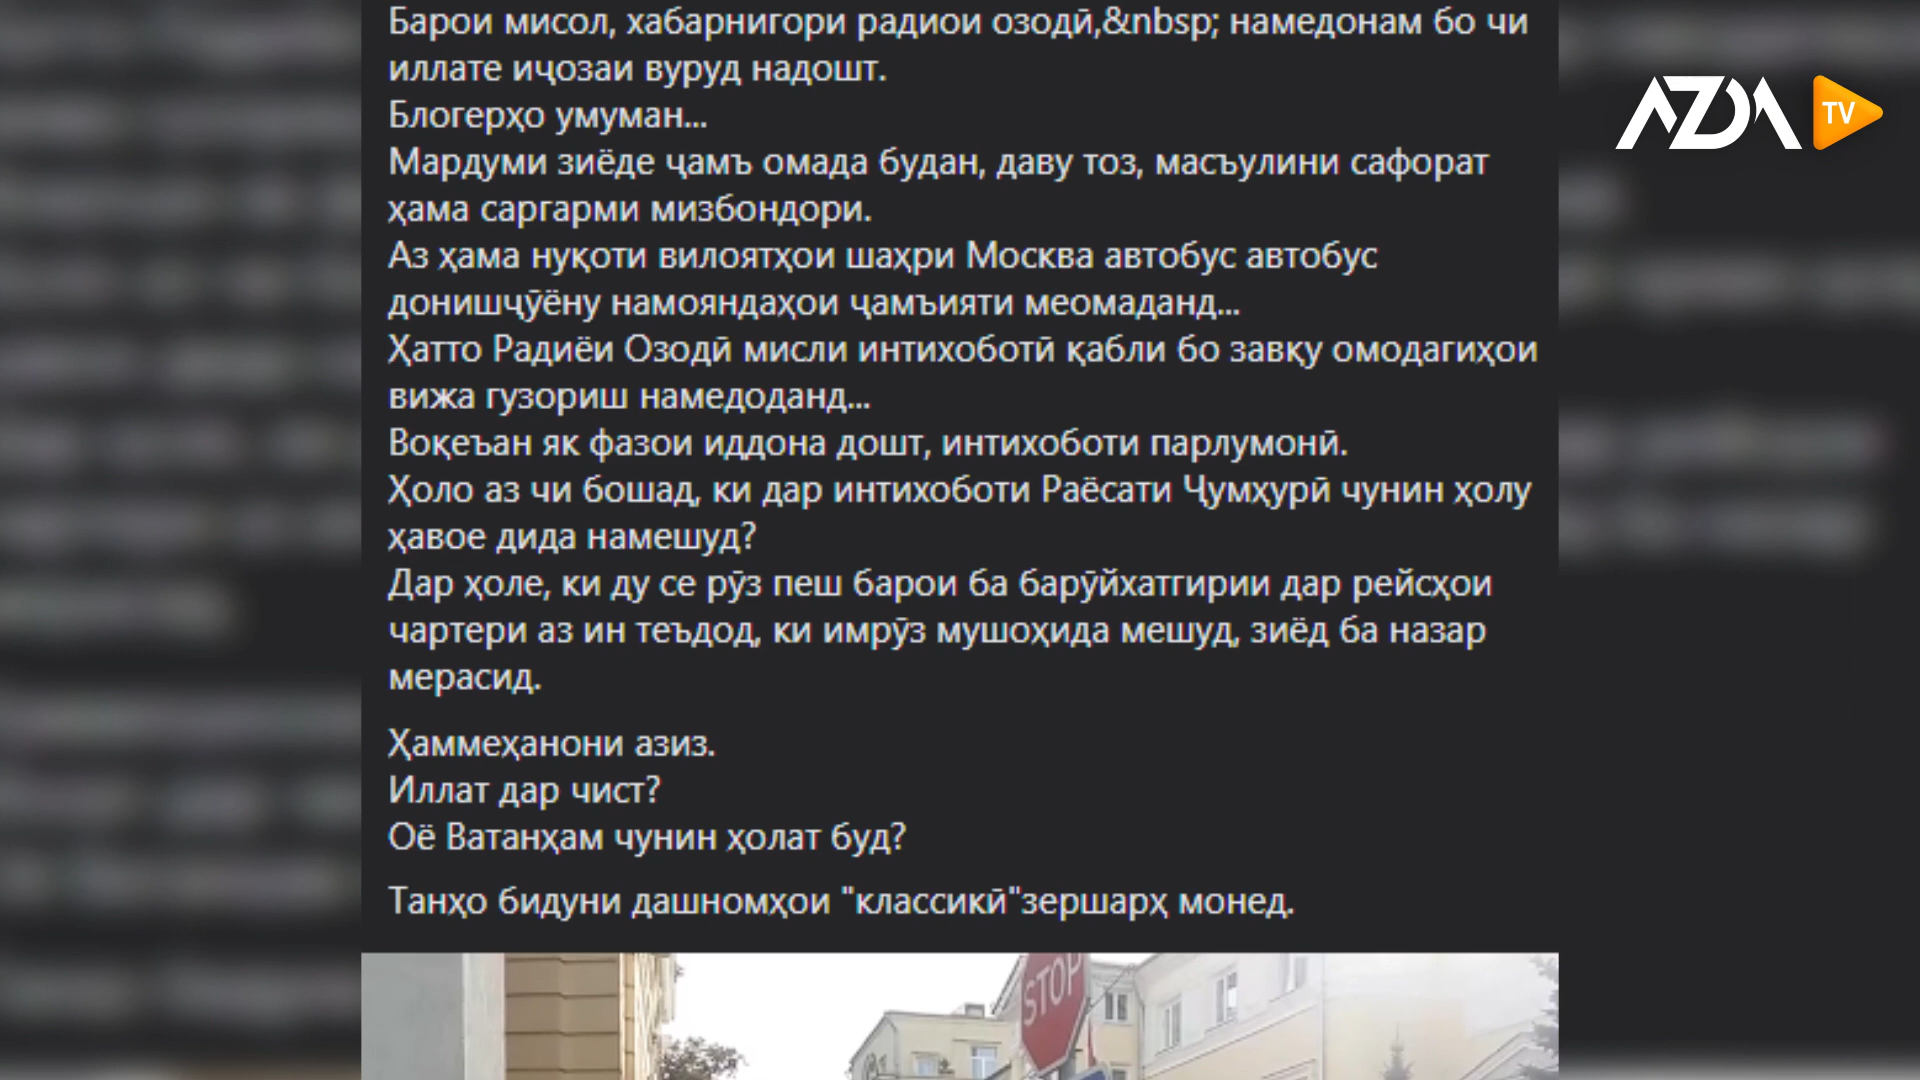 Барои мисол, хабарнигори радиои озодӣ,&nbsp; намедонам бо чи
иллате иҷозаи вуруд надошт.
Блогерҳо умуман...
Мардуми зиёде ҷамъ омада будан, даву тоз, масъулини сафорат
ҳама саргарми мизбондори.
Аз ҳама нуқоти вилоятҳои шаҳри Москва автобус автобус
донишҷӯёну намояндаҳои ҷамъияти меомаданд...
Ҳатто Радиёи Озодӣ мисли интихоботӣ қабли бо завқу омодагиҳои
вижа гузориш намедоданд...
Воқеъан як фазои иддона дошт, интихоботи парлумонӣ.
Ҳоло аз чи бошад, ки дар интихоботи Раёсати Ҷумҳурӣ чунин ҳолу
ҳавое дида намешуд?
Дар ҳоле, ки ду се рӯз пеш барои ба барӯйхатгирии дар рейсҳои
чартери аз ин теъдод, ки имрӯз мушоҳида мешуд, зиёд ба назар
мерасид.
Ҳаммеҳанони азиз.
Иллат дар чист?
Оё Ватанҳам чунин ҳолат буд?
Танҳо бидуни дашномҳои "классикӣ"зершарҳ монед.
STOP
AZDA TV